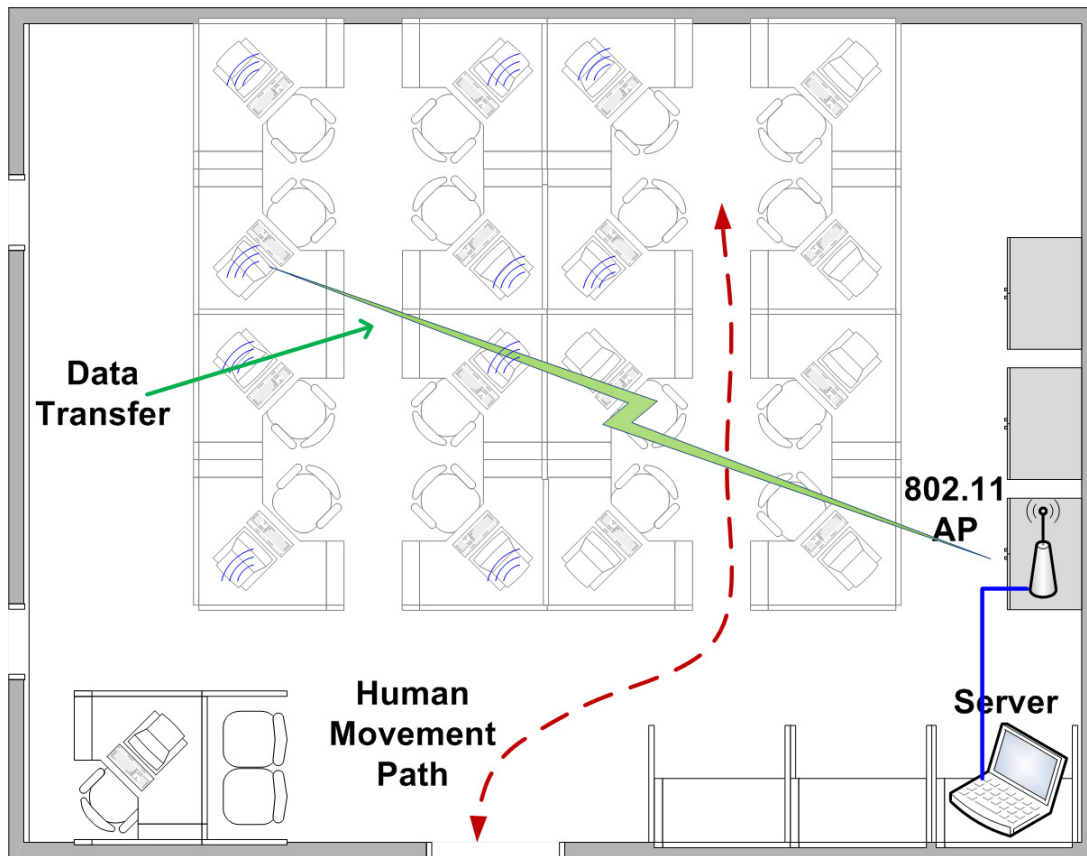 Data
Transfer
802.11
AP
Human
Movement
Path
Server